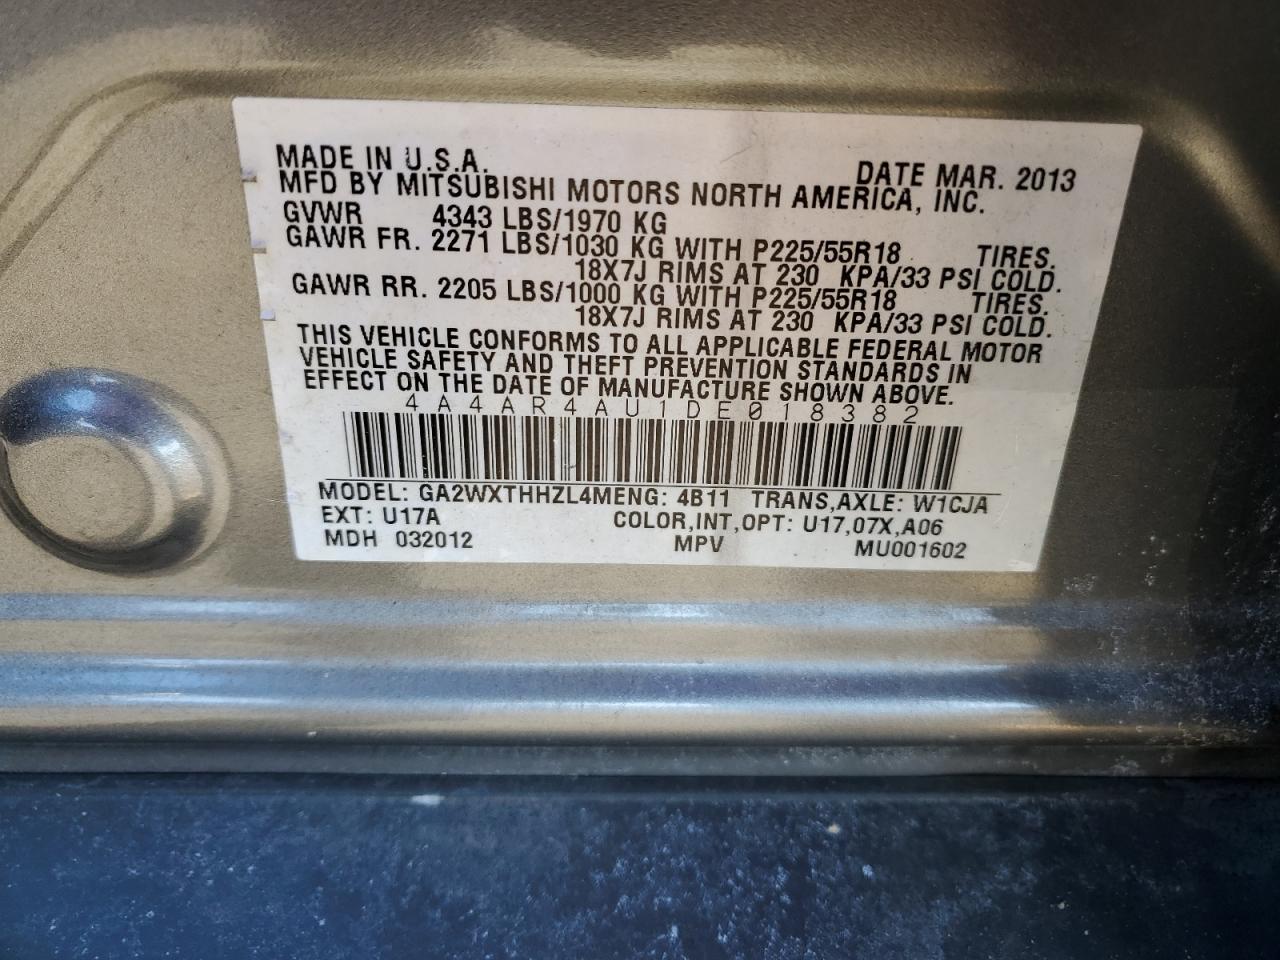 MADE IN U.S.A. DATE MAR. 2013
MFD BY MITSUBISHI MOTORS NORTH AMERICA, INC.
GVWR 4343 LBS/1970 KG
GAWR FR. 2271 LBS/1030 KG WITH P225/55R18 TIRES.
18X7J RIMS AT 230 KPA/33 PSI COLD.
GAWR RR. 2205 LBS/1000 KG WITH P225/55R18 TIRES.
18X7J RIMS AT 230 KPA/33 PSI COLD.
THIS VEHICLE CONFORMS TO ALL APPLICABLE FEDERAL MOTOR
VEHICLE SAFETY AND THEFT PREVENTION STANDARDS IN
EFFECT ON THE DATE OF MANUFACTURE SHOWN ABOVE.
4A4AR4AU1DE018382
MODEL: GA2WXTHHZL4MENG: 4B11 TRANS,AXLE: W1CJA
EXT: U17A COLOR,INT,OPT: U17,07X,A06
MDH 032012 MPV MU001602